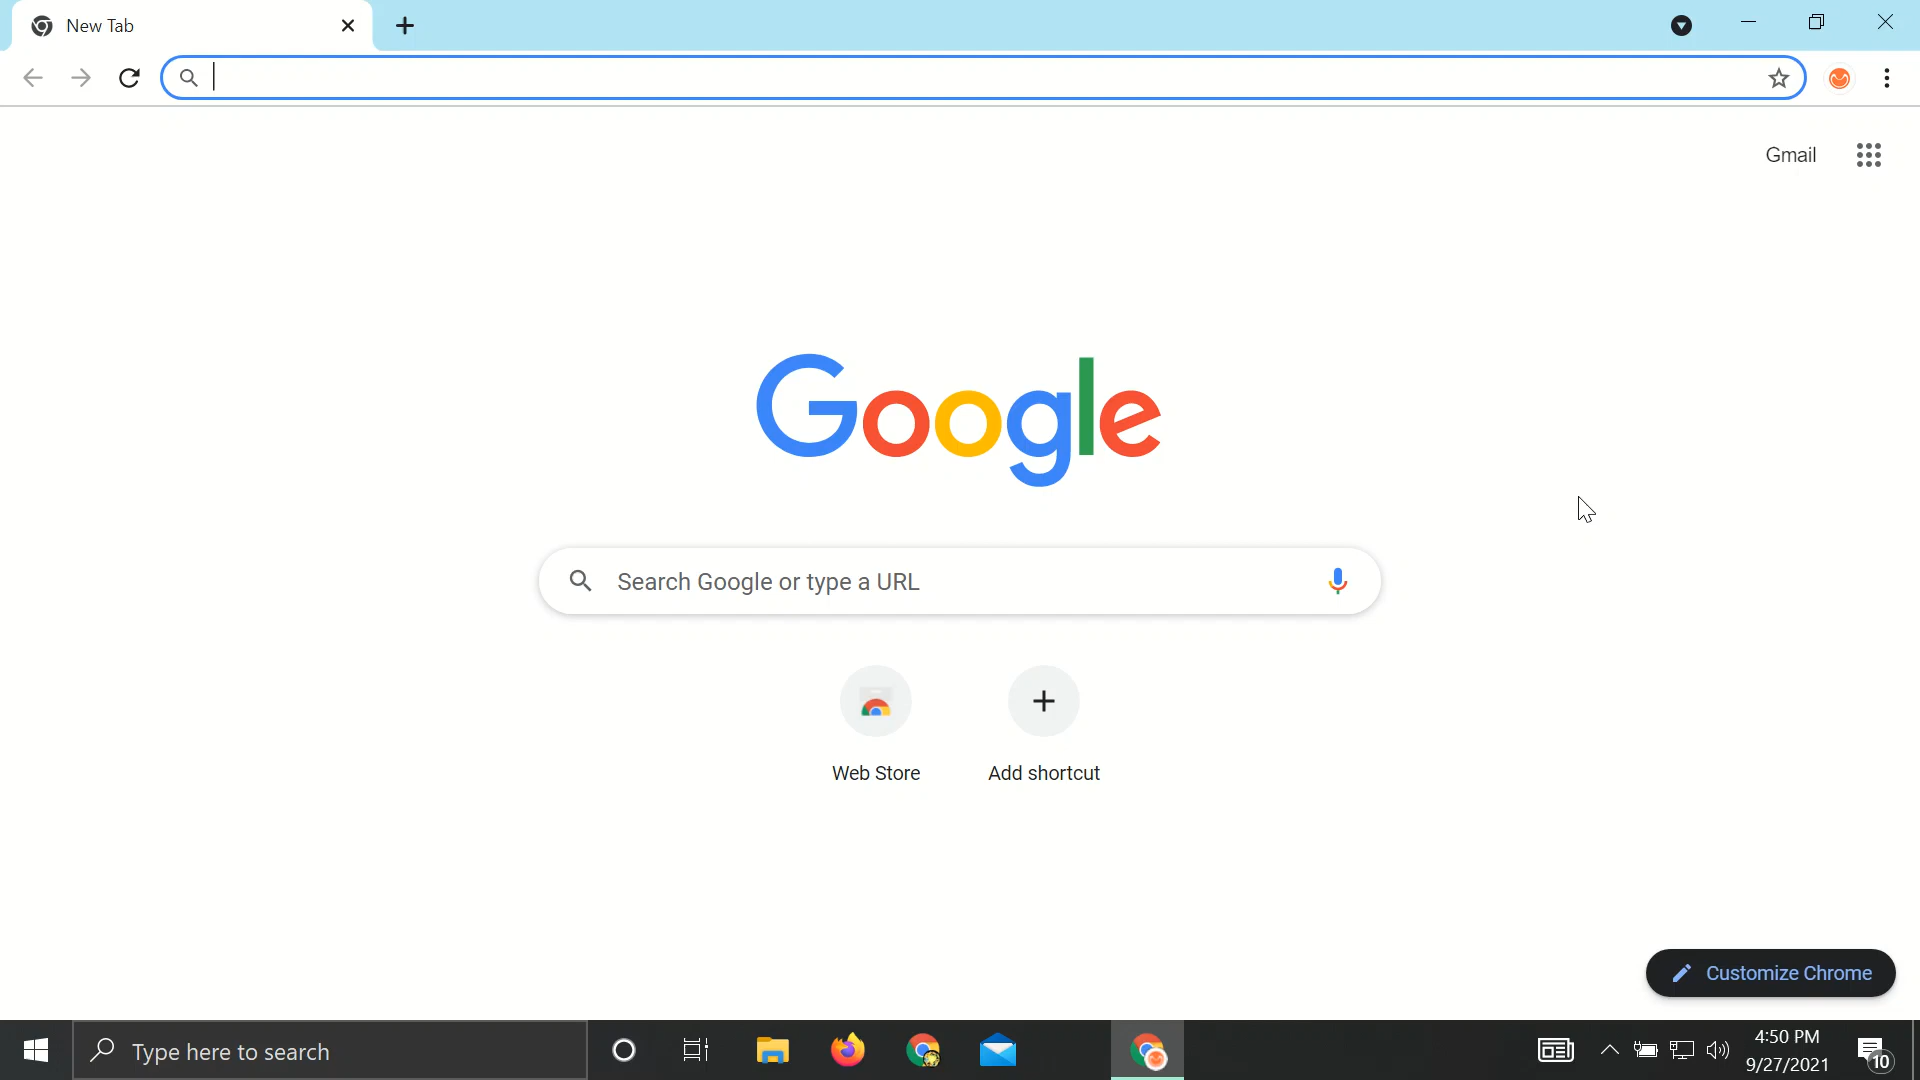 New Tab
Gmail
Google
Search Google or type a URL
Web Store
Add shortcut
Customize Chrome
Type here to search
4:50 PM
9/27/2021
10